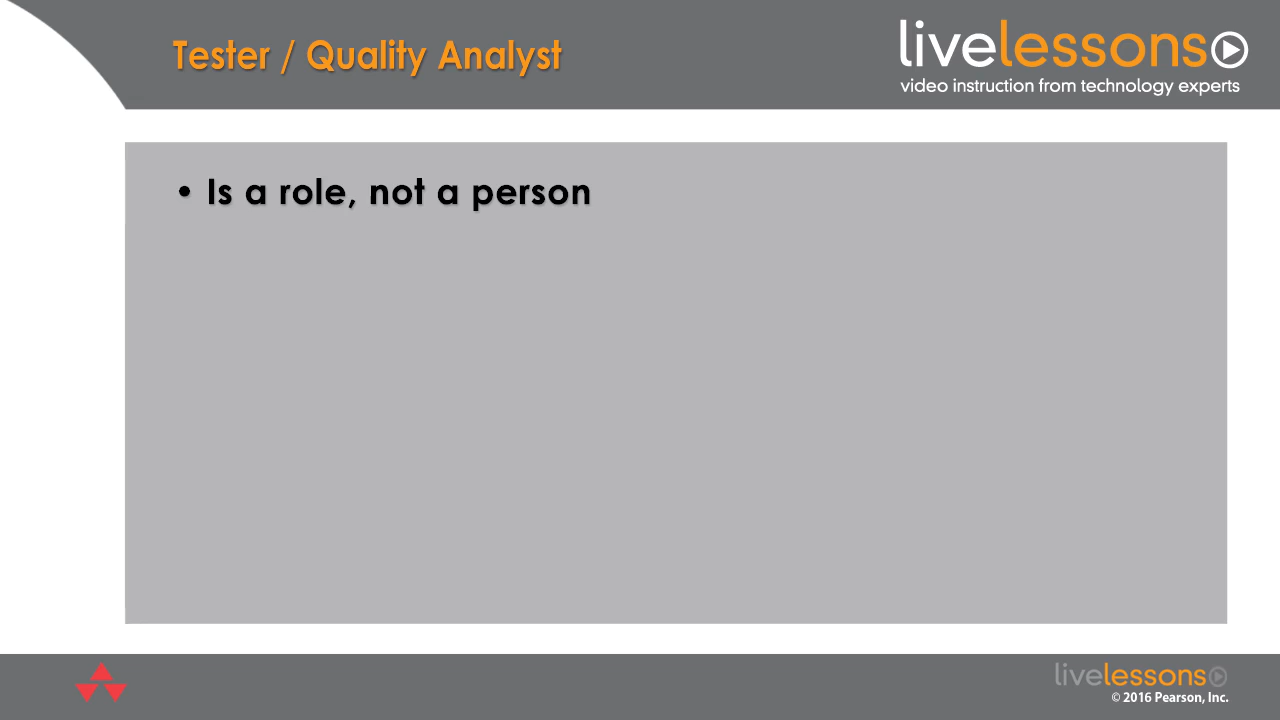 Tester / Quality Analyst
livelessons
video instruction from technology experts
• Is a role, not a person
livelessons
© 2016 Pearson, Inc.